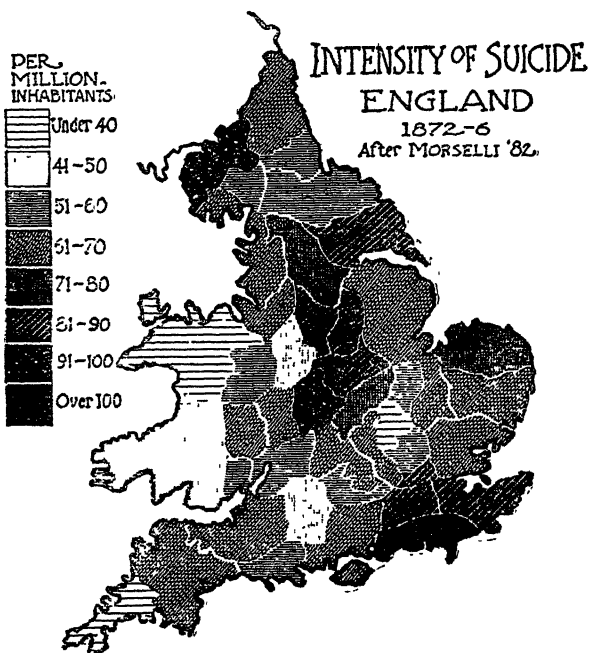 PER
MILLION
INHABITANTS
Under 40
41-50
51-60
61-70
71-80
81-90
91-100
Over 100
INTENSITY OF SUICIDE
ENGLAND
1872-6
After MORSELLI '82.